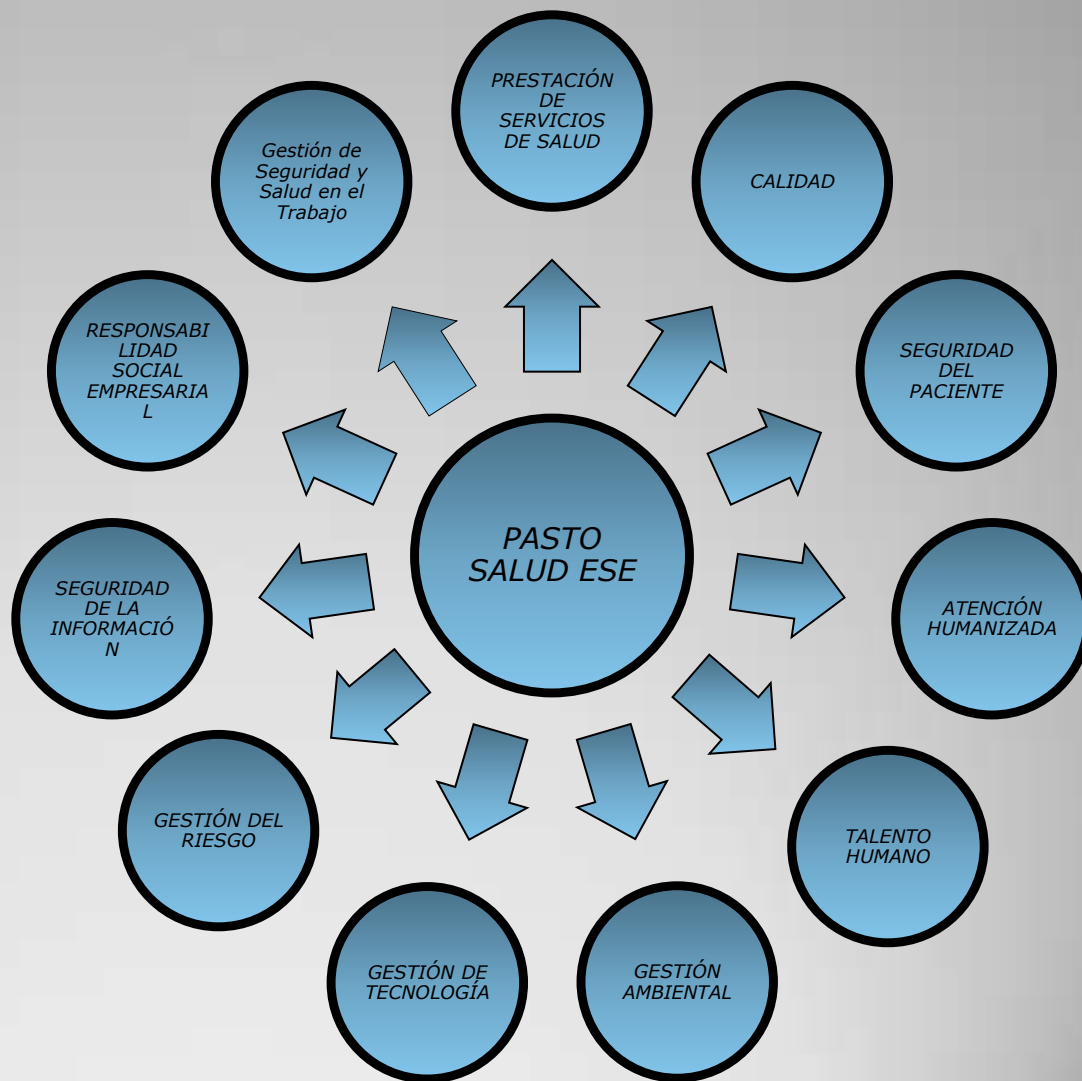 PRESTACIÓN
DE
SERVICIOS
DE SALUD
CALIDAD
SEGURIDAD
DEL
PACIENTE
ATENCIÓN
HUMANIZADA
TALENTO
HUMANO
GESTIÓN
AMBIENTAL
GESTIÓN DE
TECNOLOGÍA
GESTIÓN DEL
RIESGO
SEGURIDAD
DE LA
INFORMACIÓ
N
RESPONSABI
LIDAD
SOCIAL
EMPRESARIA
L
Gestión de
Seguridad y
Salud en el
Trabajo
PASTO
SALUD ESE